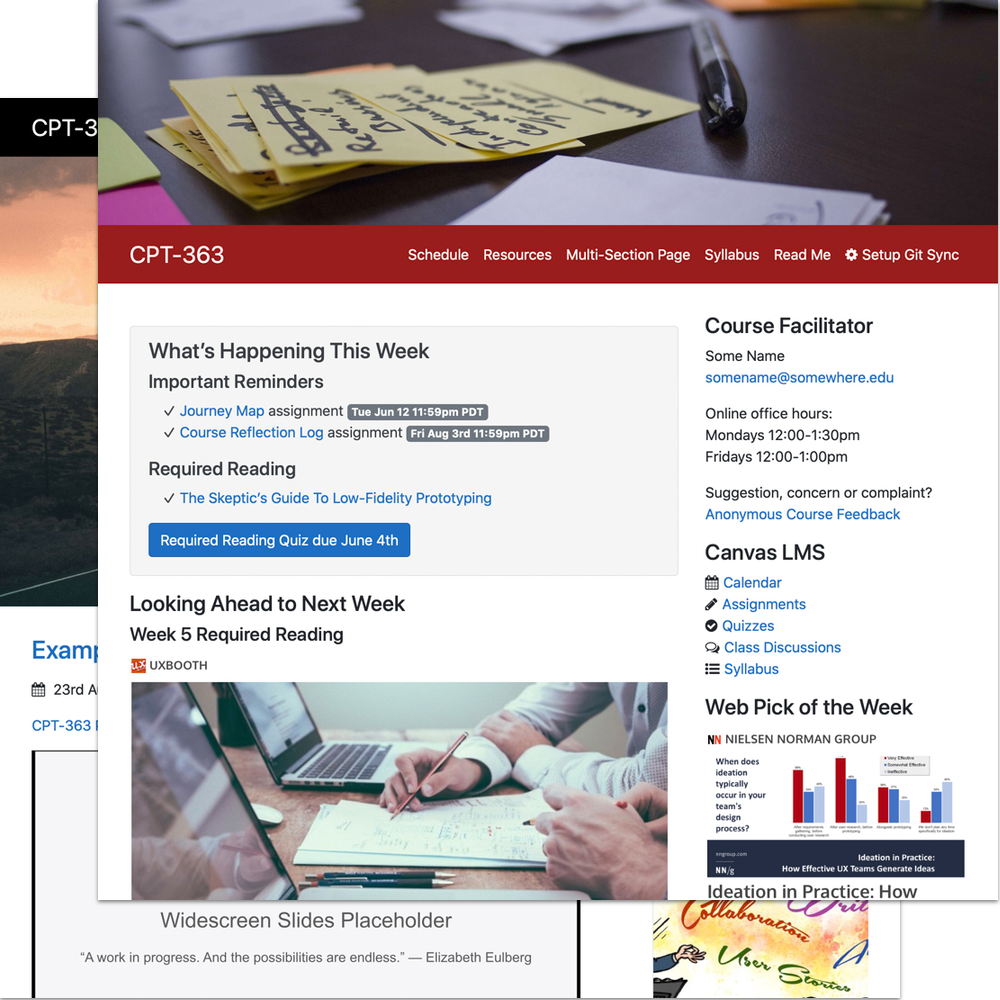 CPT-3
Retire
Independent
CPT-363
Schedule Resources Multi-Section Page Syllabus Read Me Setup Git Sync
What’s Happening This Week
Important Reminders
Journey Map assignment Tue Jun 12 11:59pm PDT
Course Reflection Log assignment Fri Aug 3rd 11:59pm PDT
Required Reading
The Skeptic’s Guide To Low-Fidelity Prototyping
Required Reading Quiz due June 4th
Looking Ahead to Next Week
Week 5 Required Reading
ux UXBOOTH
Course Facilitator
Some Name
somename@somewhere.edu
Online office hours:
Mondays 12:00-1:30pm
Fridays 12:00-1:00pm
Suggestion, concern or complaint?
Anonymous Course Feedback
Canvas LMS
Calendar
Assignments
Quizzes
Class Discussions
Syllabus
Web Pick of the Week
NN NIELSEN NORMAN GROUP
When does
ideation
typically
occur in your
team's
design
process?
Very Effective
Somewhat Effective
Ineffective
nngroup.com
NN/g
Ideation in Practice:
How Effective UX Teams Generate Ideas
Ideation in Practice: How
Examp
23rd A
CPT-363
Widescreen Slides Placeholder
“A work in progress. And the possibilities are endless.” — Elizabeth Eulberg
Collaboration
User Stories